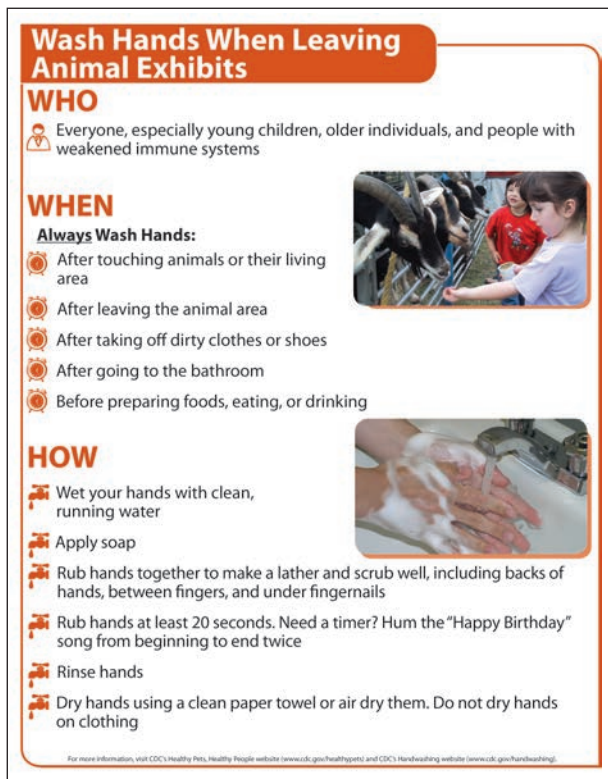 Wash Hands When Leaving
Animal Exhibits
WHO
Everyone, especially young children, older individuals, and people with
weakened immune systems
WHEN
Always Wash Hands:
After touching animals or their living
area
After leaving the animal area
After taking off dirty clothes or shoes
After going to the bathroom
Before preparing foods, eating, or drinking
HOW
Wet your hands with clean,
running water
Apply soap
Rub hands together to make a lather and scrub well, including backs of
hands, between fingers, and under fingernails
Rub hands at least 20 seconds. Need a timer? Hum the “Happy Birthday”
song from beginning to end twice
Rinse hands
Dry hands using a clean paper towel or air dry them. Do not dry hands
on clothing
For more information, visit CDC's Healthy Pets, Healthy People website (www.cdc.gov/healthypets) and CDC's Handwashing website (www.cdc.gov/handwashing).